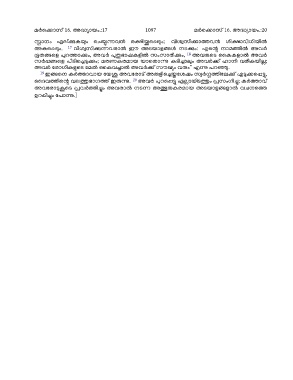 മർക്കൊസ് 16. അദ്ധ്യായം:17 1097 മർക്കൊസ് 16. അദ്ധ്യായം:20
സ്നാനം ഏല്ക്കുകയും ചെയ്യുന്നവൻ രക്ഷിക്കപ്പെടും; വിശ്വസിക്കാത്തവൻ ശിക്ഷാവിധിയിൽ
അകപ്പെടും. 17 വിശ്വസിക്കുന്നവരാൽ ഈ അടയാളങ്ങൾ നടക്കും: എന്റെ നാമത്തിൽ അവർ
ഭൂതങ്ങളെ പുറത്താക്കും; അവർ പുതുഭാഷകളിൽ സംസാരിക്കും; 18 അവരുടെ കൈകളാൽ അവർ
സർപ്പങ്ങളെ പിടിച്ചെടുക്കും; മരണകരമായ യാതൊന്നു കുടിച്ചാലും അവർക്ക് ഹാനി വരികയില്ല;
അവർ രോഗികളുടെ മേൽ കൈവച്ചാൽ അവർക്ക് സൗഖ്യം വരും” എന്നു പറഞ്ഞു.
19 ഇങ്ങനെ കർത്താവായ യേശു അവരോട് അരുളിച്ചെയ്തശേഷം സ്വർഗ്ഗത്തിലേക്ക് എടുക്കപ്പെട്ടു,
ദൈവത്തിന്റെ വലത്തുഭാഗത്ത് ഇരുന്നു. 20 അവർ പുറപ്പെട്ടു എല്ലായിടത്തും പ്രസംഗിച്ചു; കർത്താവ്
അവരോടുകൂടെ പ്രവർത്തിച്ചും അവരാൽ നടന്ന അത്ഭുതകരമായ അടയാളങ്ങളാൽ വചനത്തെ
ഉറപ്പിച്ചും പോന്നു.]